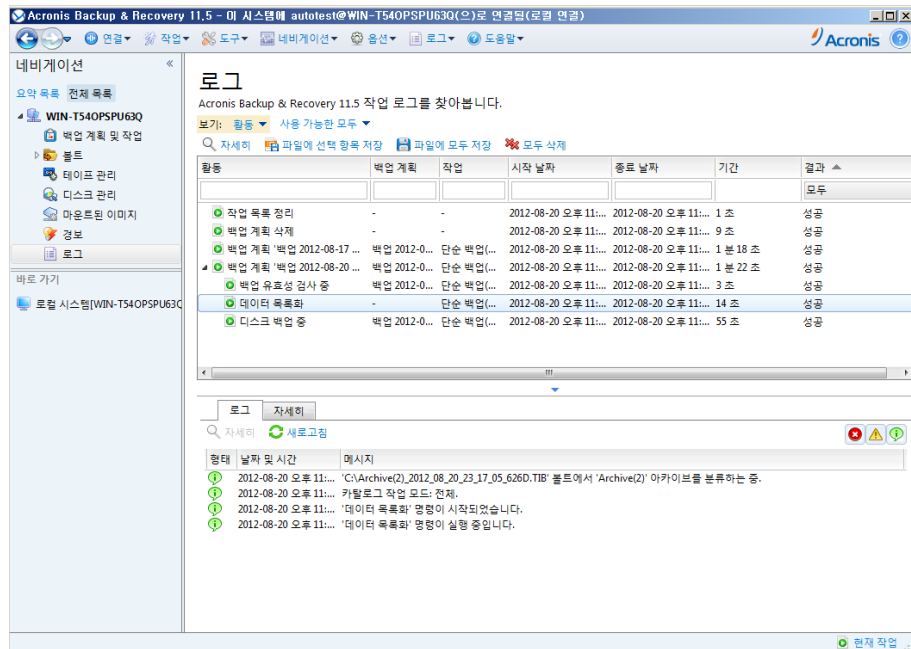 Acronis Backup & Recovery 11.5 - 이 시스템에 autotest@WIN-T54OPSPU63Q(으)로 연결됨(로컬 연결)
연결 작업 도구 네비게이션 옵션 로그 도움말 Acronis
네비게이션
요약 목록 전체 목록
WIN-T54OPSPU63Q
백업 계획 및 작업
볼트
테이프 관리
디스크 관리
마운트된 이미지
경보
로그
바로 가기
로컬 시스템[WIN-T54OPSPU63Q
로그
Acronis Backup & Recovery 11.5 작업 로그를 찾아봅니다.
보기: 활동 사용 가능한 모두
자세히 파일에 선택 항목 저장 파일에 모두 저장 모두 삭제
활동 백업 계획 작업 시작 날짜 종료 날짜 기간 결과
모두
작업 목록 정리 - - 2012-08-20 오후 11:... 2012-08-20 오후 11:... 1 초 성공
백업 계획 삭제 - - 2012-08-20 오후 11:... 2012-08-20 오후 11:... 9 초 성공
백업 계획 '백업 2012-08-17 ... 백업 2012-0... 단순 백업(... 2012-08-20 오후 11:... 2012-08-20 오후 11:... 1 분 18 초 성공
백업 계획 '백업 2012-08-20 ... 백업 2012-0... 단순 백업(... 2012-08-20 오후 11:... 2012-08-20 오후 11:... 1 분 22 초 성공
백업 유효성 검사 중 백업 2012-0... 단순 백업(... 2012-08-20 오후 11:... 2012-08-20 오후 11:... 3 초 성공
데이터 목록화 - 단순 백업(... 2012-08-20 오후 11:... 2012-08-20 오후 11:... 14 초 성공
디스크 백업 중 백업 2012-0... 단순 백업(... 2012-08-20 오후 11:... 2012-08-20 오후 11:... 55 초 성공
로그 자세히
자세히 새로고침
형태 날짜 및 시간 메시지
2012-08-20 오후 11:... 'C:\Archive(2)_2012_08_20_23_17_05_626D.TIB' 볼트에서 'Archive(2)' 아카이브를 분류하는 중.
2012-08-20 오후 11:... 카탈로그 작업 모드: 전체.
2012-08-20 오후 11:... '데이터 목록화' 명령이 시작되었습니다.
2012-08-20 오후 11:... '데이터 목록화' 명령이 실행 중입니다.
현재 작업